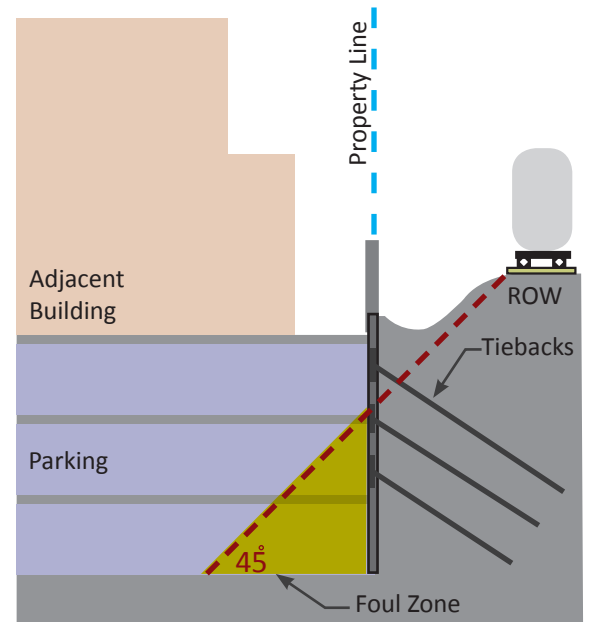 Property Line
Adjacent
Building
ROW
Tiebacks
Parking
45°
Foul Zone